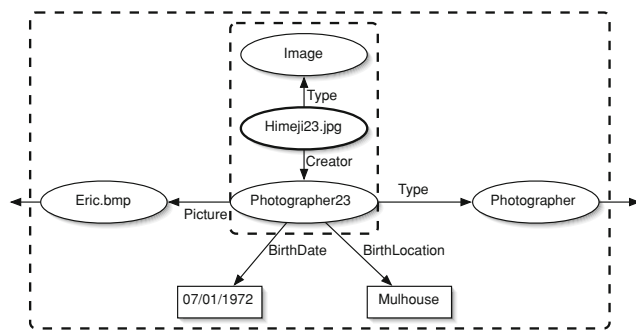 Image
Type
Himeji23.jpg
Creator
Eric.bmp
Picture
Photographer23
Type
Photographer
BirthDate
BirthLocation
07/01/1972
Mulhouse